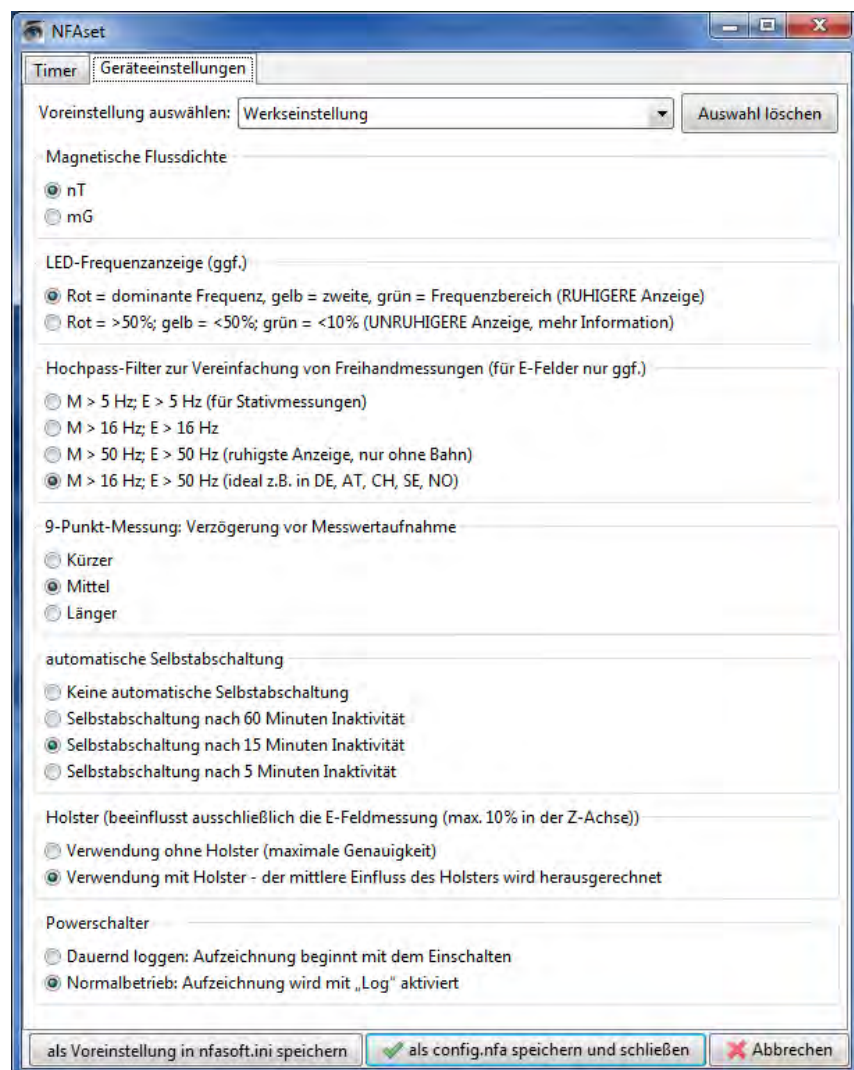 NFAset
Timer Geräteeinstellungen
Voreinstellung auswählen: Werkseinstellung Auswahl löschen
Magnetische Flussdichte
nT
mG
LED-Frequenzanzeige (ggf.)
Rot = dominante Frequenz, gelb = zweite, grün = Frequenzbereich (RUHIGERE Anzeige)
Rot = >50%; gelb = <50%; grün = <10% (UNRUHIGERE Anzeige, mehr Information)
Hochpass-Filter zur Vereinfachung von Freihandmessungen (für E-Felder nur ggf.)
M > 5 Hz; E > 5 Hz (für Stativmessungen)
M > 16 Hz; E > 16 Hz
M > 50 Hz; E > 50 Hz (ruhigste Anzeige, nur ohne Bahn)
M > 16 Hz; E > 50 Hz (ideal z.B. in DE, AT, CH, SE, NO)
9-Punkt-Messung: Verzögerung vor Messwertaufnahme
Kürzer
Mittel
Länger
automatische Selbstabschaltung
Keine automatische Selbstabschaltung
Selbstabschaltung nach 60 Minuten Inaktivität
Selbstabschaltung nach 15 Minuten Inaktivität
Selbstabschaltung nach 5 Minuten Inaktivität
Holster (beeinflusst ausschließlich die E-Feldmessung (max. 10% in der Z-Achse))
Verwendung ohne Holster (maximale Genauigkeit)
Verwendung mit Holster - der mittlere Einfluss des Holsters wird herausgerechnet
Powerschalter
Dauernd loggen: Aufzeichnung beginnt mit dem Einschalten
Normalbetrieb: Aufzeichnung wird mit „Log" aktiviert
als Voreinstellung in nfasoft.ini speichern als config.nfa speichern und schließen Abbrechen